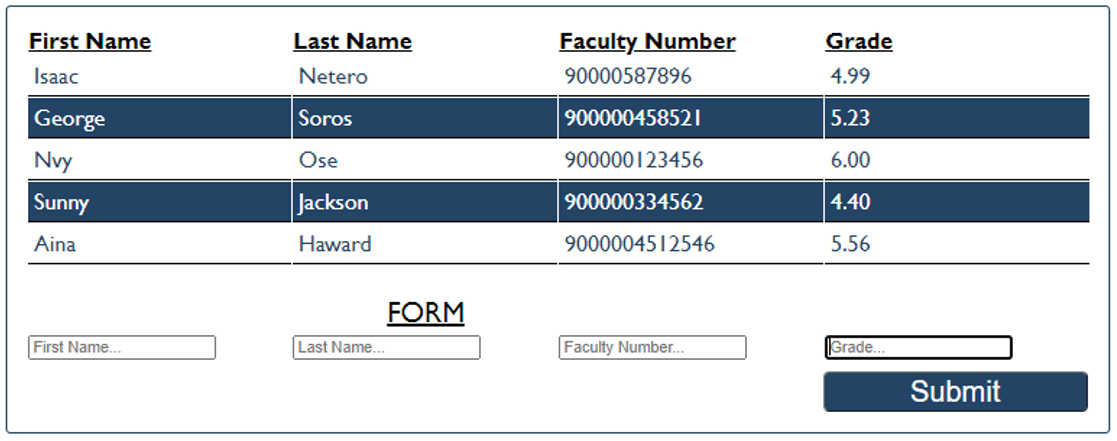 First Name Last Name Faculty Number Grade
Isaac Netero 90000587896 4.99
George Soros 900000458521 5.23
Nvy Ose 900000123456 6.00
Sunny Jackson 900000334562 4.40
Aina Haward 9000004512546 5.56
FORM
First Name... Last Name... Faculty Number... Grade...
Submit